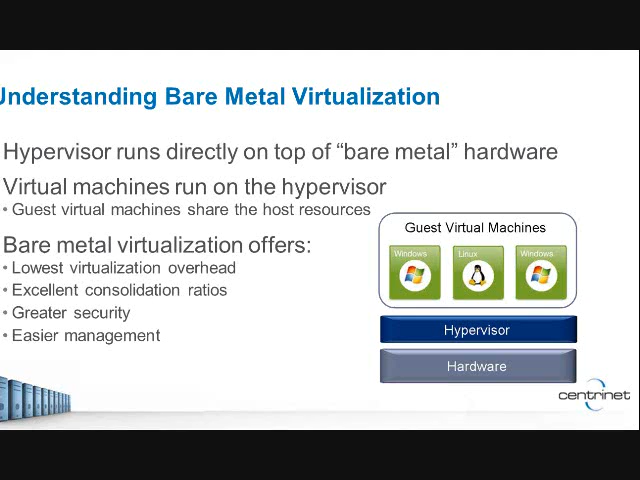 Understanding Bare Metal Virtualization
Hypervisor runs directly on top of “bare metal” hardware
Virtual machines run on the hypervisor
• Guest virtual machines share the host resources
Bare metal virtualization offers:
• Lowest virtualization overhead
• Excellent consolidation ratios
• Greater security
• Easier management
Guest Virtual Machines
Windows Linux Windows
Hypervisor
Hardware
centrinet